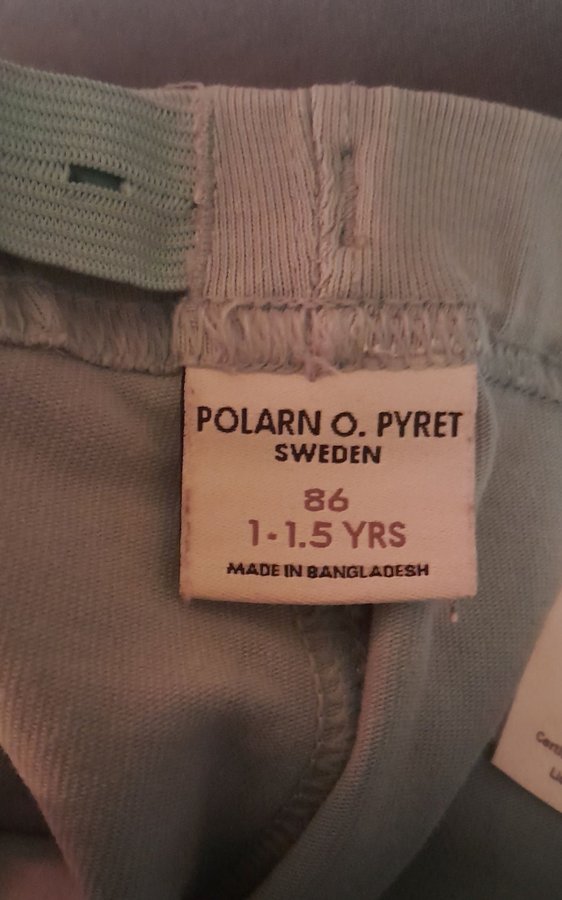 POLARN O. PYRET
SWEDEN
86
1-1.5 YRS
MADE IN BANGLADESH